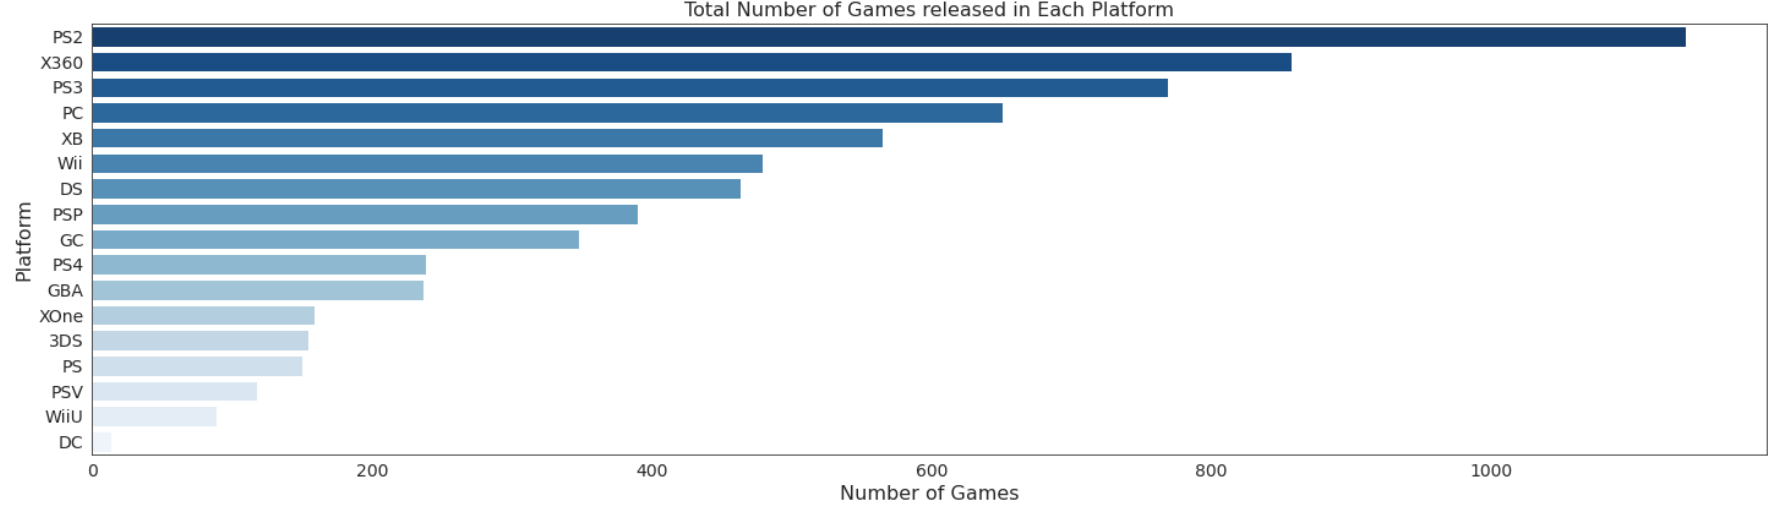 Total Number of Games released in Each Platform
Platform
PS2
X360
PS3
PC
XB
Wii
DS
PSP
GC
PS4
GBA
XOne
3DS
PS
PSV
WiiU
DC
0 200 400 600 800 1000
Number of Games